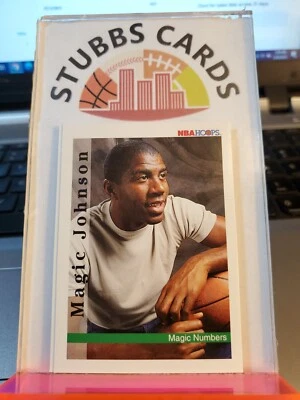 STUBBS CARDS
NBA HOOPS
Magic Johnson
Magic Numbers